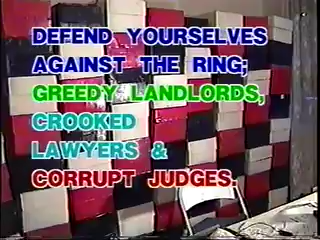 DEFEND YOURSELVES
AGAINST THE RING;
GREEDY LANDLORDS,
CROOKED
LAWYERS &
CORRUPT JUDGES.